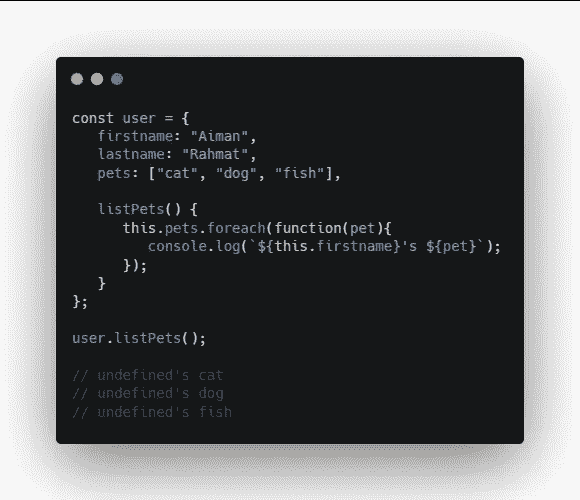 const user = {
   firstname: "Aiman",
   lastname: "Rahmat",
   pets: ["cat", "dog", "fish"],

   listPets() {
      this.pets.foreach(function(pet){
         console.log(`${this.firstname}'s ${pet}`);
      });
   }
};

user.listPets();

// undefined's cat
// undefined's dog
// undefined's fish